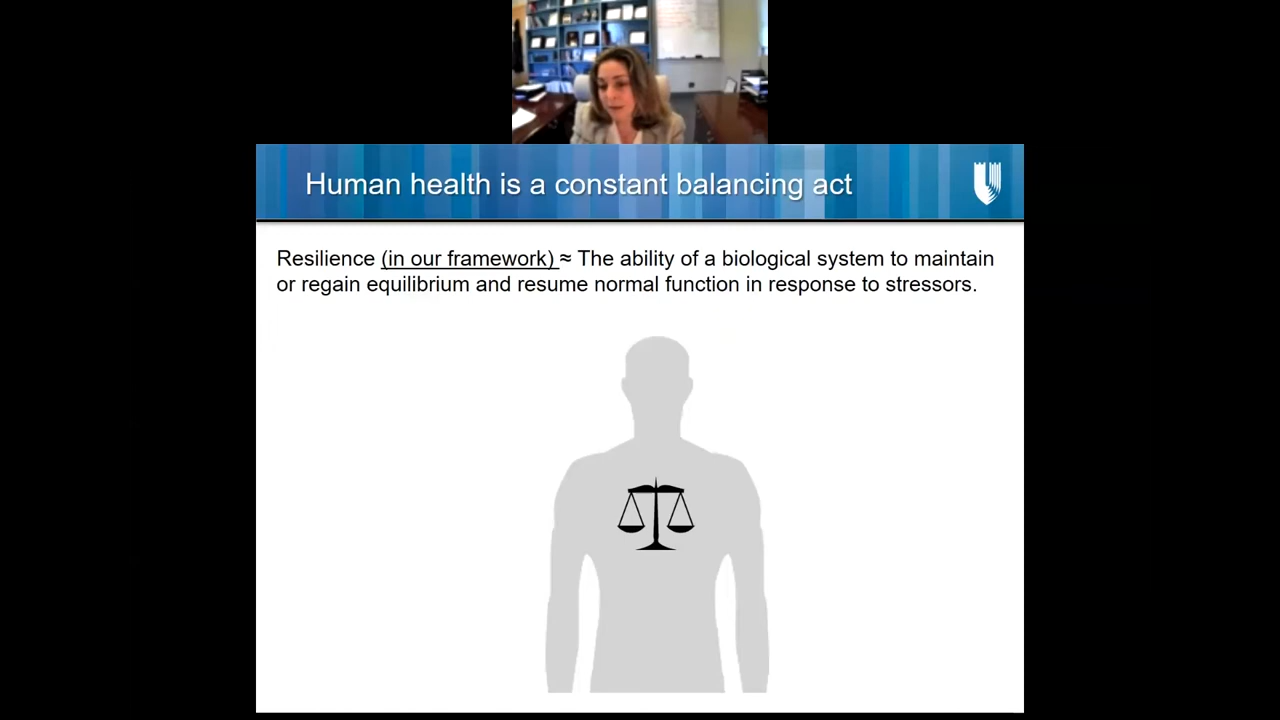 Human health is a constant balancing act
Resilience (in our framework) ≈ The ability of a biological system to maintain
or regain equilibrium and resume normal function in response to stressors.